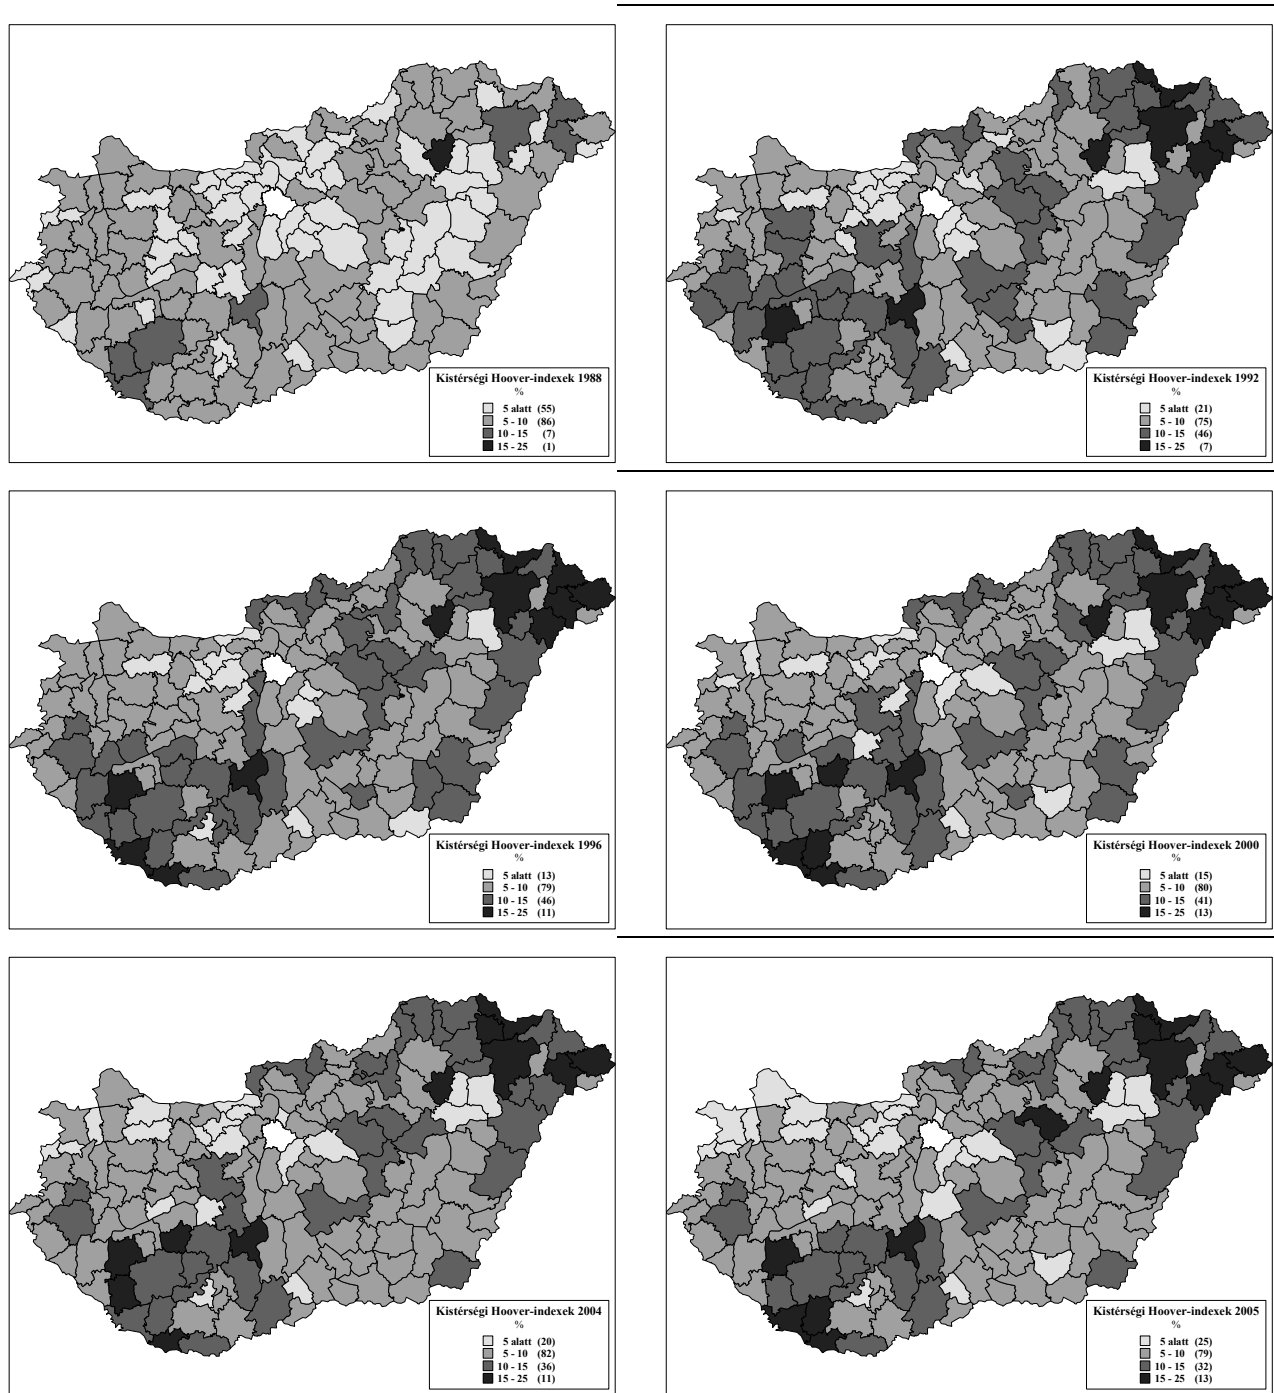 Kistérségi Hoover-indexek 1988
%
5 alatt (55)
5 - 10 (86)
10 - 15 (7)
15 - 25 (1)
Kistérségi Hoover-indexek 1992
%
5 alatt (21)
5 - 10 (75)
10 - 15 (46)
15 - 25 (7)
Kistérségi Hoover-indexek 1996
%
5 alatt (13)
5 - 10 (79)
10 - 15 (46)
15 - 25 (11)
Kistérségi Hoover-indexek 2000
%
5 alatt (15)
5 - 10 (80)
10 - 15 (41)
15 - 25 (13)
Kistérségi Hoover-indexek 2004
%
5 alatt (20)
5 - 10 (82)
10 - 15 (36)
15 - 25 (11)
Kistérségi Hoover-indexek 2005
%
5 alatt (25)
5 - 10 (79)
10 - 15 (32)
15 - 25 (13)